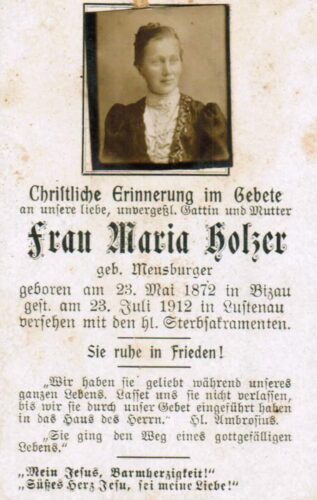 Christliche Erinnerung im Gebete
an unsere liebe, unvergeßl. Gattin und Mutter
Frau Maria Holzer
geb. Meusburger
geboren am 23. Mai 1872 in Bizau
gest. am 23. Juli 1912 in Lustenau
versehen mit den hl. Sterbsakramenten.
Sie ruhe in Frieden!
„Wir haben sie geliebt während unseres
ganzen Lebens. Lasset uns sie nicht verlassen,
bis wir sie durch unser Gebet eingeführt haben
in das Haus des Herrn.“ Hl. Ambrosius.
„Sie ging den Weg eines gottgefälligen
Lebens.“
„Mein Jesus, Barmherzigkeit!“
„Süßes Herz Jesu, sei meine Liebe!“